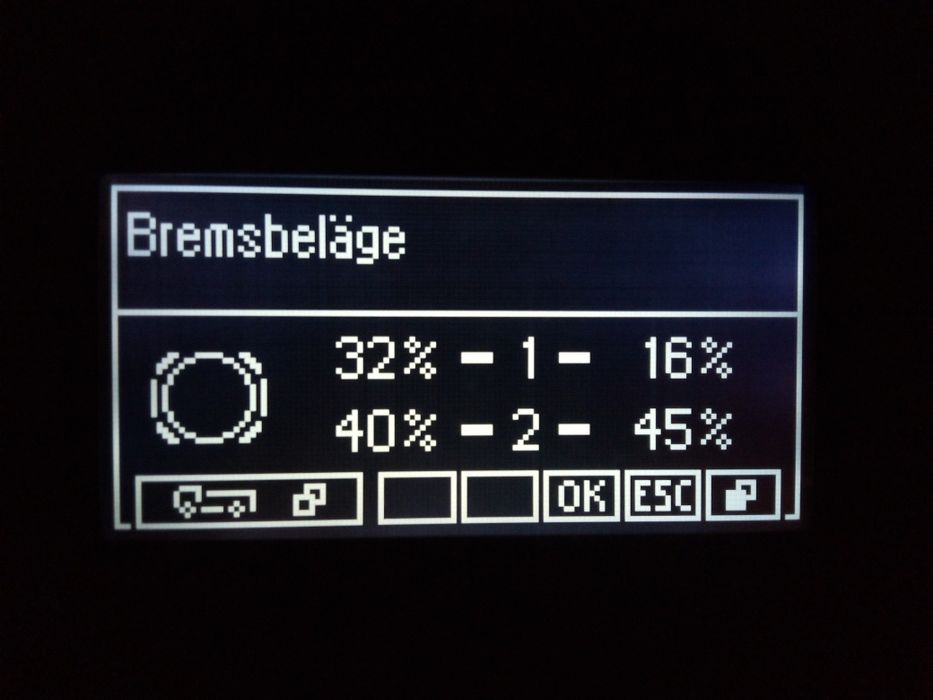 Bremsbeläge
32% - 1 - 16%
40% - 2 - 45%
OK ESC